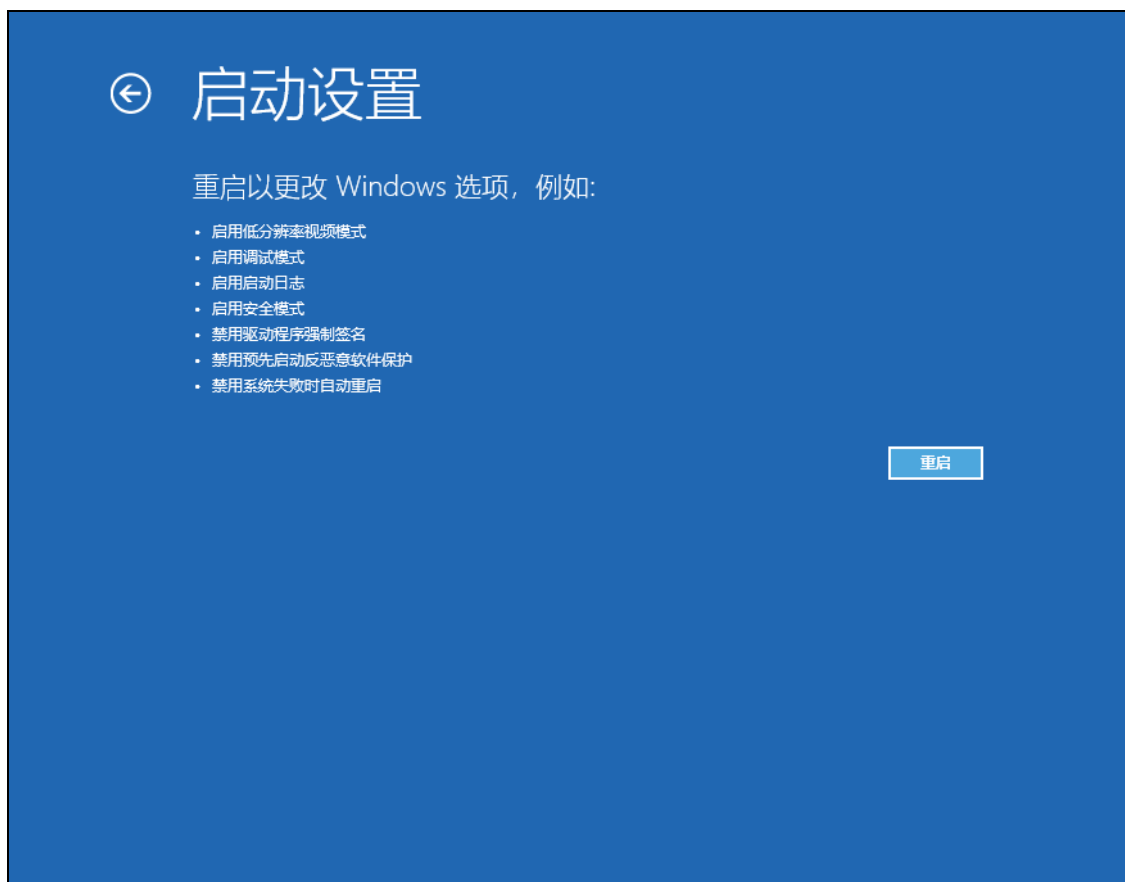 启动设置
重启以更改 Windows 选项，例如:
• 启用低分辨率视频模式
• 启用调试模式
• 启用启动日志
• 启用安全模式
• 禁用驱动程序强制签名
• 禁用预先启动反恶意软件保护
• 禁用系统失败时自动重启
重启